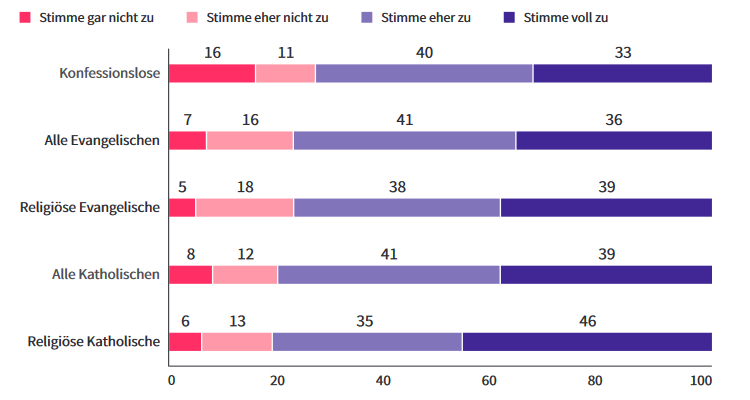 Stimme gar nicht zu Stimme eher nicht zu Stimme eher zu Stimme voll zu
16 11 40 33
Konfessionslose
7 16 41 36
Alle Evangelischen
5 18 38 39
Religiöse Evangelische
8 12 41 39
Alle Katholischen
6 13 35 46
Religiöse Katholische
0 20 40 60 80 100